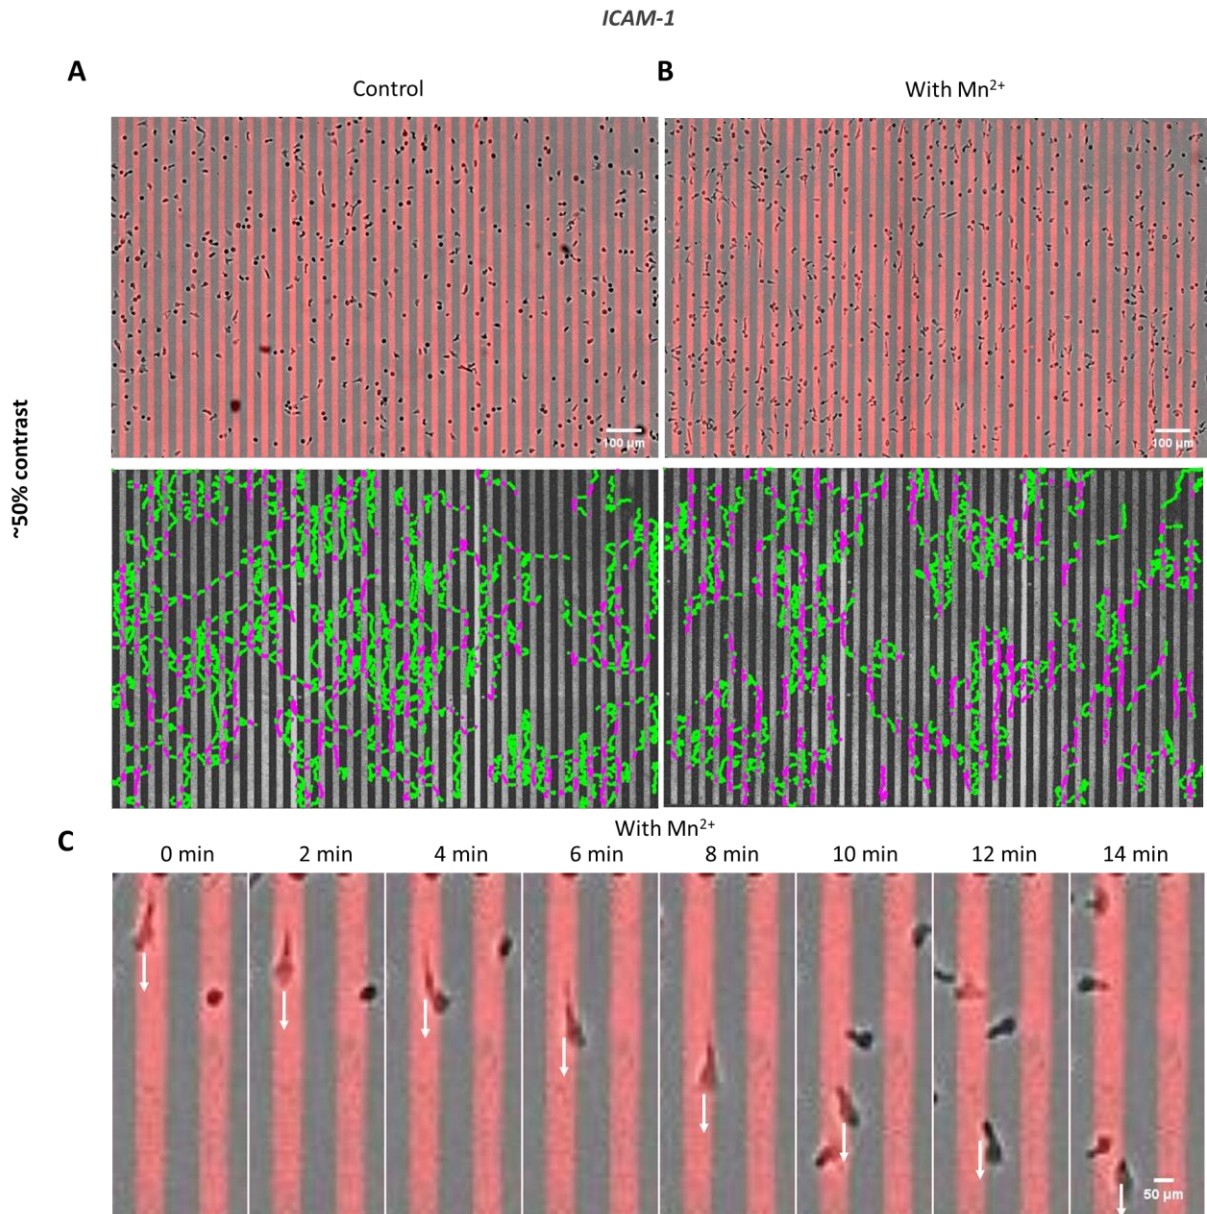 ICAM-1
A
B
Control
With Mn²⁺
~50% contrast
100 µm
100 µm
C
With Mn²⁺
0 min
2 min
4 min
6 min
8 min
10 min
12 min
14 min
50 µm